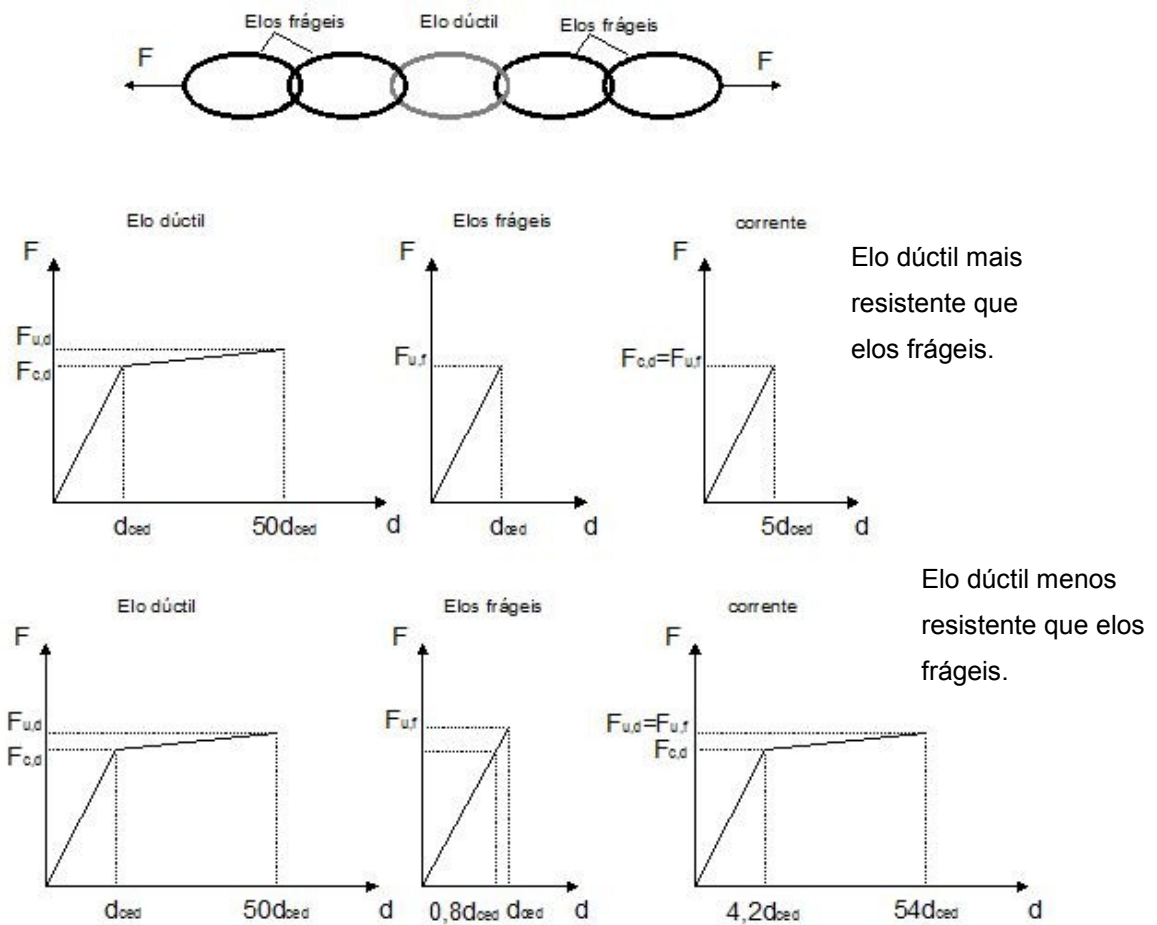 Elos frágeis Elo dúctil Elos frágeis
F F
Elo dúctil Elos frágeis corrente
F F F
Elo dúctil mais
resistente que
elos frágeis.
Fu,d
Fc,d
Fu,f
Fc,d=Fu,f
dced 50dced d
dced d
5dced d
Elo dúctil menos
resistente que elos
frágeis.
Elo dúctil Elos frágeis corrente
F F F
Fu,d
Fc,d
Fu,f
Fu,d=Fu,f
Fc,d
dced 50dced d
0,8dced dced d
4,2dced 54dced d